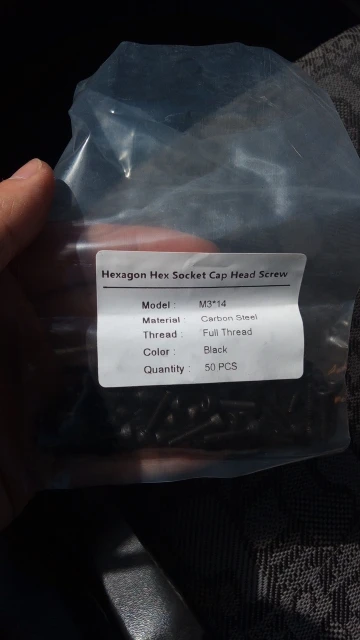 Hexagon Hex Socket Cap Head Screw
Model : M3*14
Material : Carbon Steel
Thread : Full Thread
Color : Black
Quantity : 50 PCS